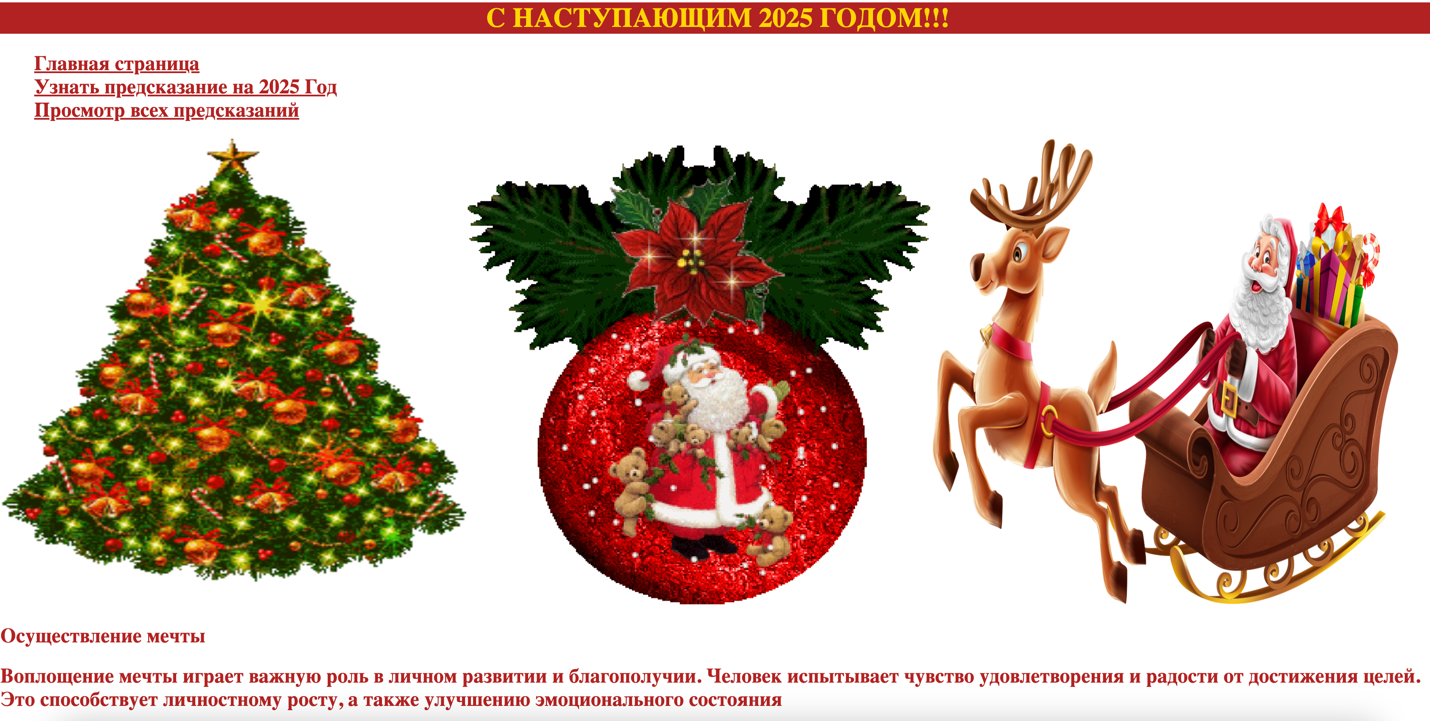 С НАСТУПАЮЩИМ 2025 ГОДОМ!!!
Главная страница
Узнать предсказание на 2025 Год
Просмотр всех предсказаний
Осуществление мечты
Воплощение мечты играет важную роль в личном развитии и благополучии. Человек испытывает чувство удовлетворения и радости от достижения целей.
Это способствует личностному росту, а также улучшению эмоционального состояния